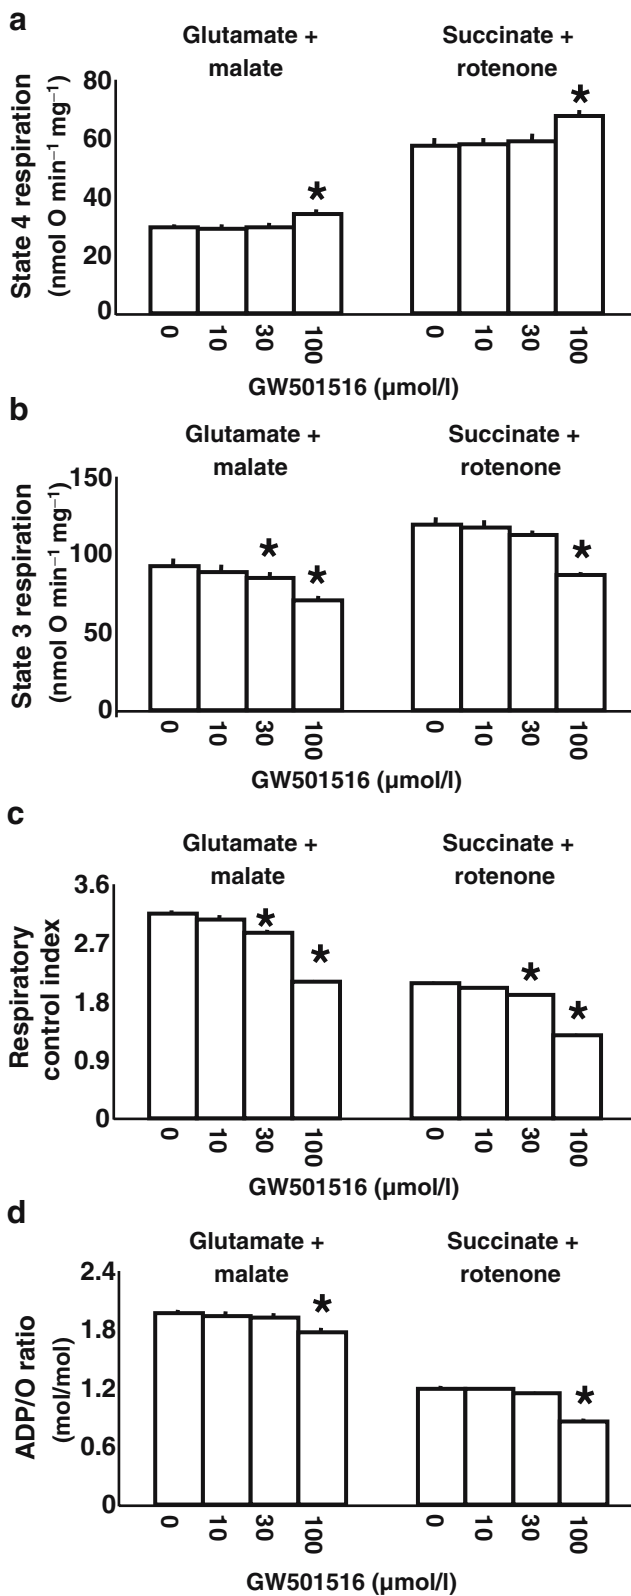 a
Glutamate +
malate
Succinate +
rotenone
State 4 respiration
(nmol O min⁻¹ mg⁻¹)
80
60
40
20
0
*
*
0 10 30 100 0 10 30 100
GW501516 (µmol/l)
b
Glutamate +
malate
Succinate +
rotenone
State 3 respiration
(nmol O min⁻¹ mg⁻¹)
150
100
50
0
* * *
0 10 30 100 0 10 30 100
GW501516 (µmol/l)
c
Glutamate +
malate
Succinate +
rotenone
Respiratory
control index
3.6
2.7
1.8
0.9
0
* * * *
0 10 30 100 0 10 30 100
GW501516 (µmol/l)
d
Glutamate +
malate
Succinate +
rotenone
ADP/O ratio
(mol/mol)
2.4
1.8
1.2
0.6
0
* *
0 10 30 100 0 10 30 100
GW501516 (µmol/l)